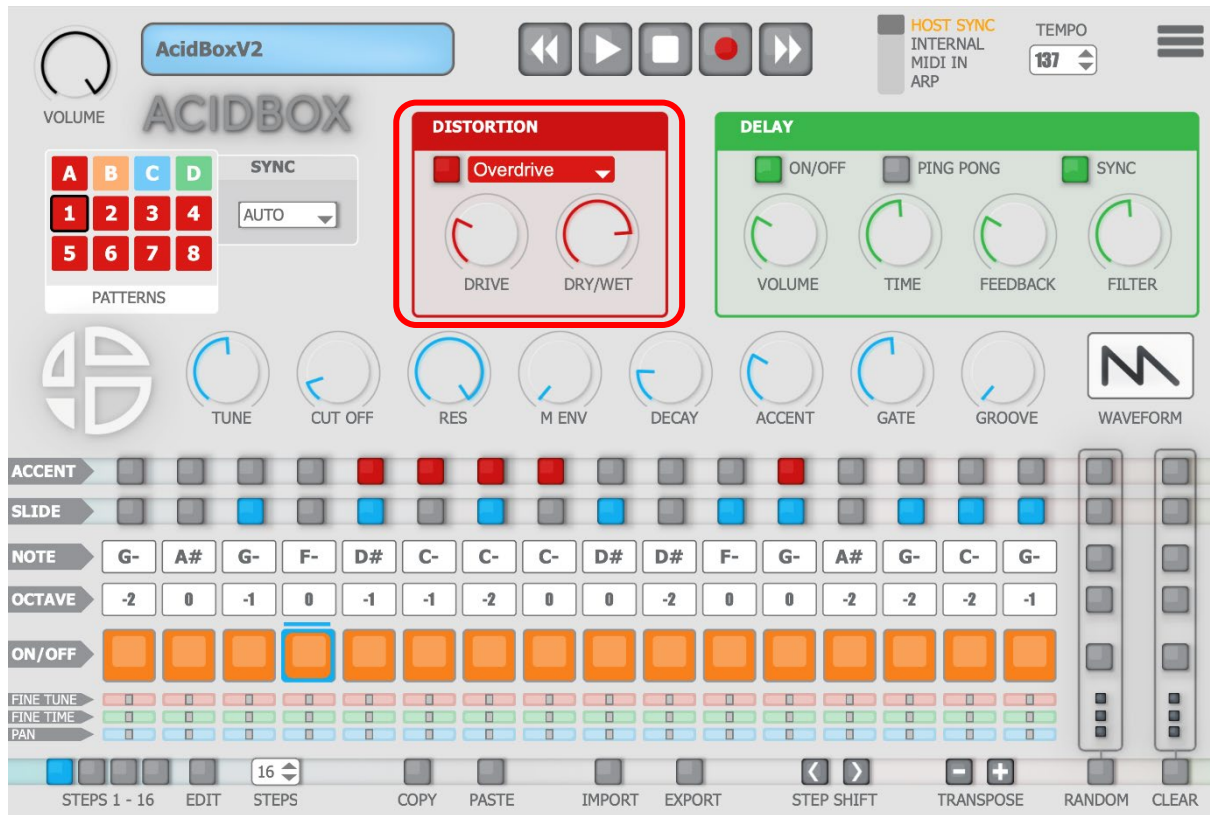 AcidBoxV2
HOST SYNC
INTERNAL
MIDI IN
ARP
TEMPO
137
VOLUME
ACIDBOX
A B C D
1 2 3 4
5 6 7 8
PATTERNS
SYNC
AUTO
DISTORTION
Overdrive
DRIVE DRY/WET
DELAY
ON/OFF PING PONG SYNC
VOLUME TIME FEEDBACK FILTER
TUNE CUT OFF RES M ENV DECAY ACCENT GATE GROOVE WAVEFORM
ACCENT
SLIDE
NOTE G- A# G- F- D# C- C- C- D# D# F- G- A# G- C- G-
OCTAVE -2 0 -1 0 -1 -1 -2 0 0 -2 0 0 -2 -2 -2 -1
ON/OFF
FINE TUNE
FINE TIME
PAN
16
STEPS 1 - 16 EDIT STEPS COPY PASTE IMPORT EXPORT STEP SHIFT TRANSPOSE RANDOM CLEAR